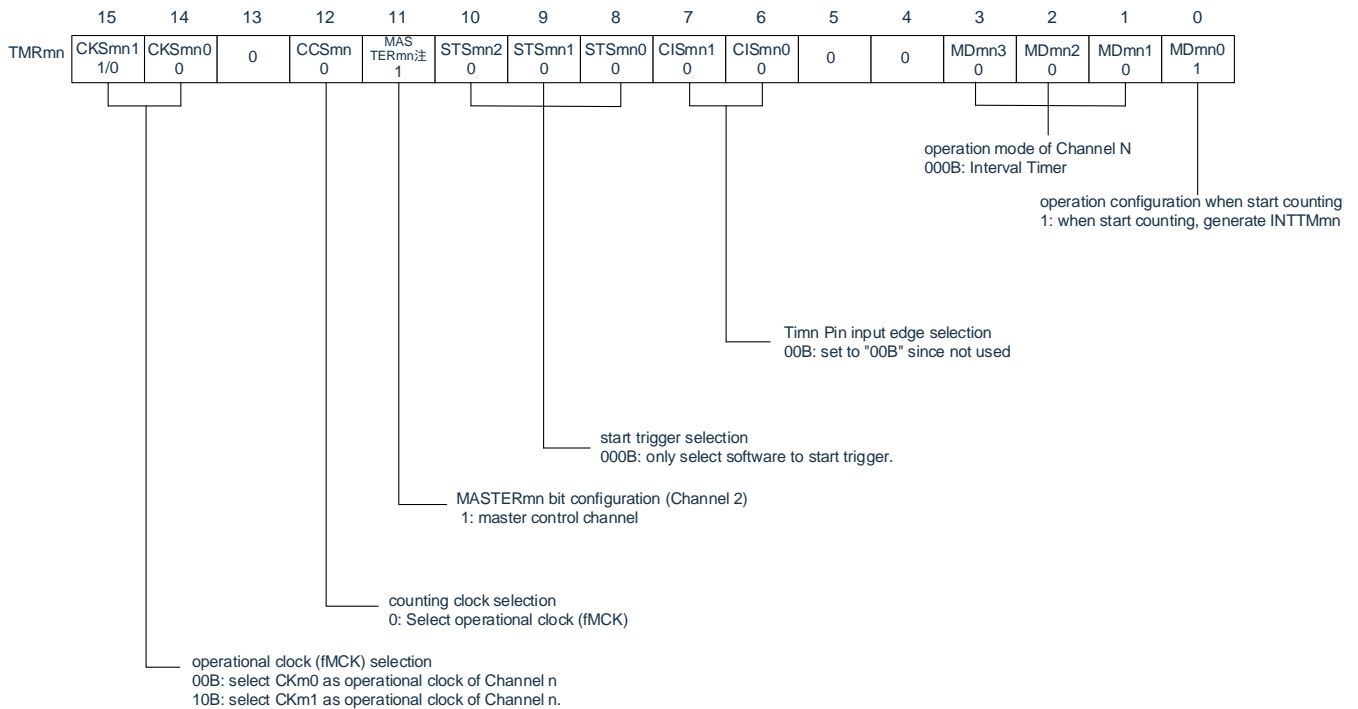 15 14 13 12 11 10 9 8 7 6 5 4 3 2 1 0
TMRmn CKSmn1 CKSmn0 0 CCSmn MAS TERmn注 STSmn2 STSmn1 STSmn0 CISmn1 CISmn0 0 0 MDmn3 MDmn2 MDmn1 MDmn0
1/0 0 0 1 0 0 0 0 0 0 0 0 1
operation mode of Channel N
000B: Interval Timer
operation configuration when start counting
1: when start counting, generate INTTMmn
Timn Pin input edge selection
00B: set to "00B" since not used
start trigger selection
000B: only select software to start trigger.
MASTERmn bit configuration (Channel 2)
1: master control channel
counting clock selection
0: Select operational clock (fMCK)
operational clock (fMCK) selection
00B: select CKm0 as operational clock of Channel n
10B: select CKm1 as operational clock of Channel n.